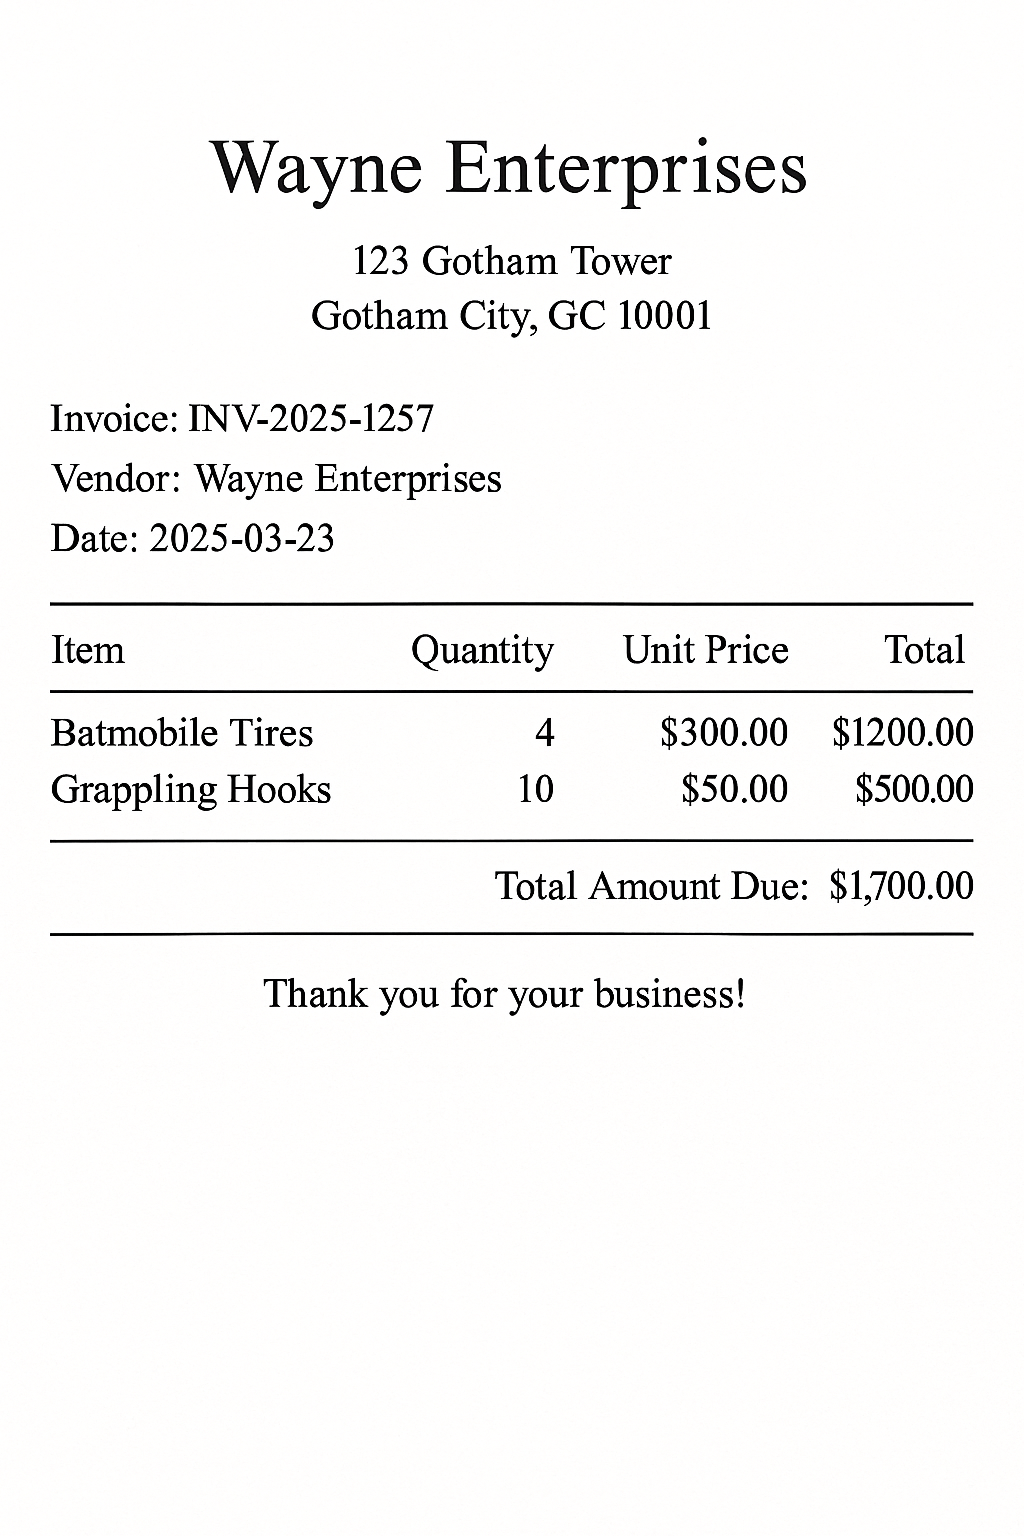 Wayne Enterprises
123 Gotham Tower
Gotham City, GC 10001
Invoice: INV-2025-1257
Vendor: Wayne Enterprises
Date: 2025-03-23
Item Quantity Unit Price Total
Batmobile Tires 4 $300.00 $1200.00
Grappling Hooks 10 $50.00 $500.00
Total Amount Due: $1,700.00
Thank you for your business!